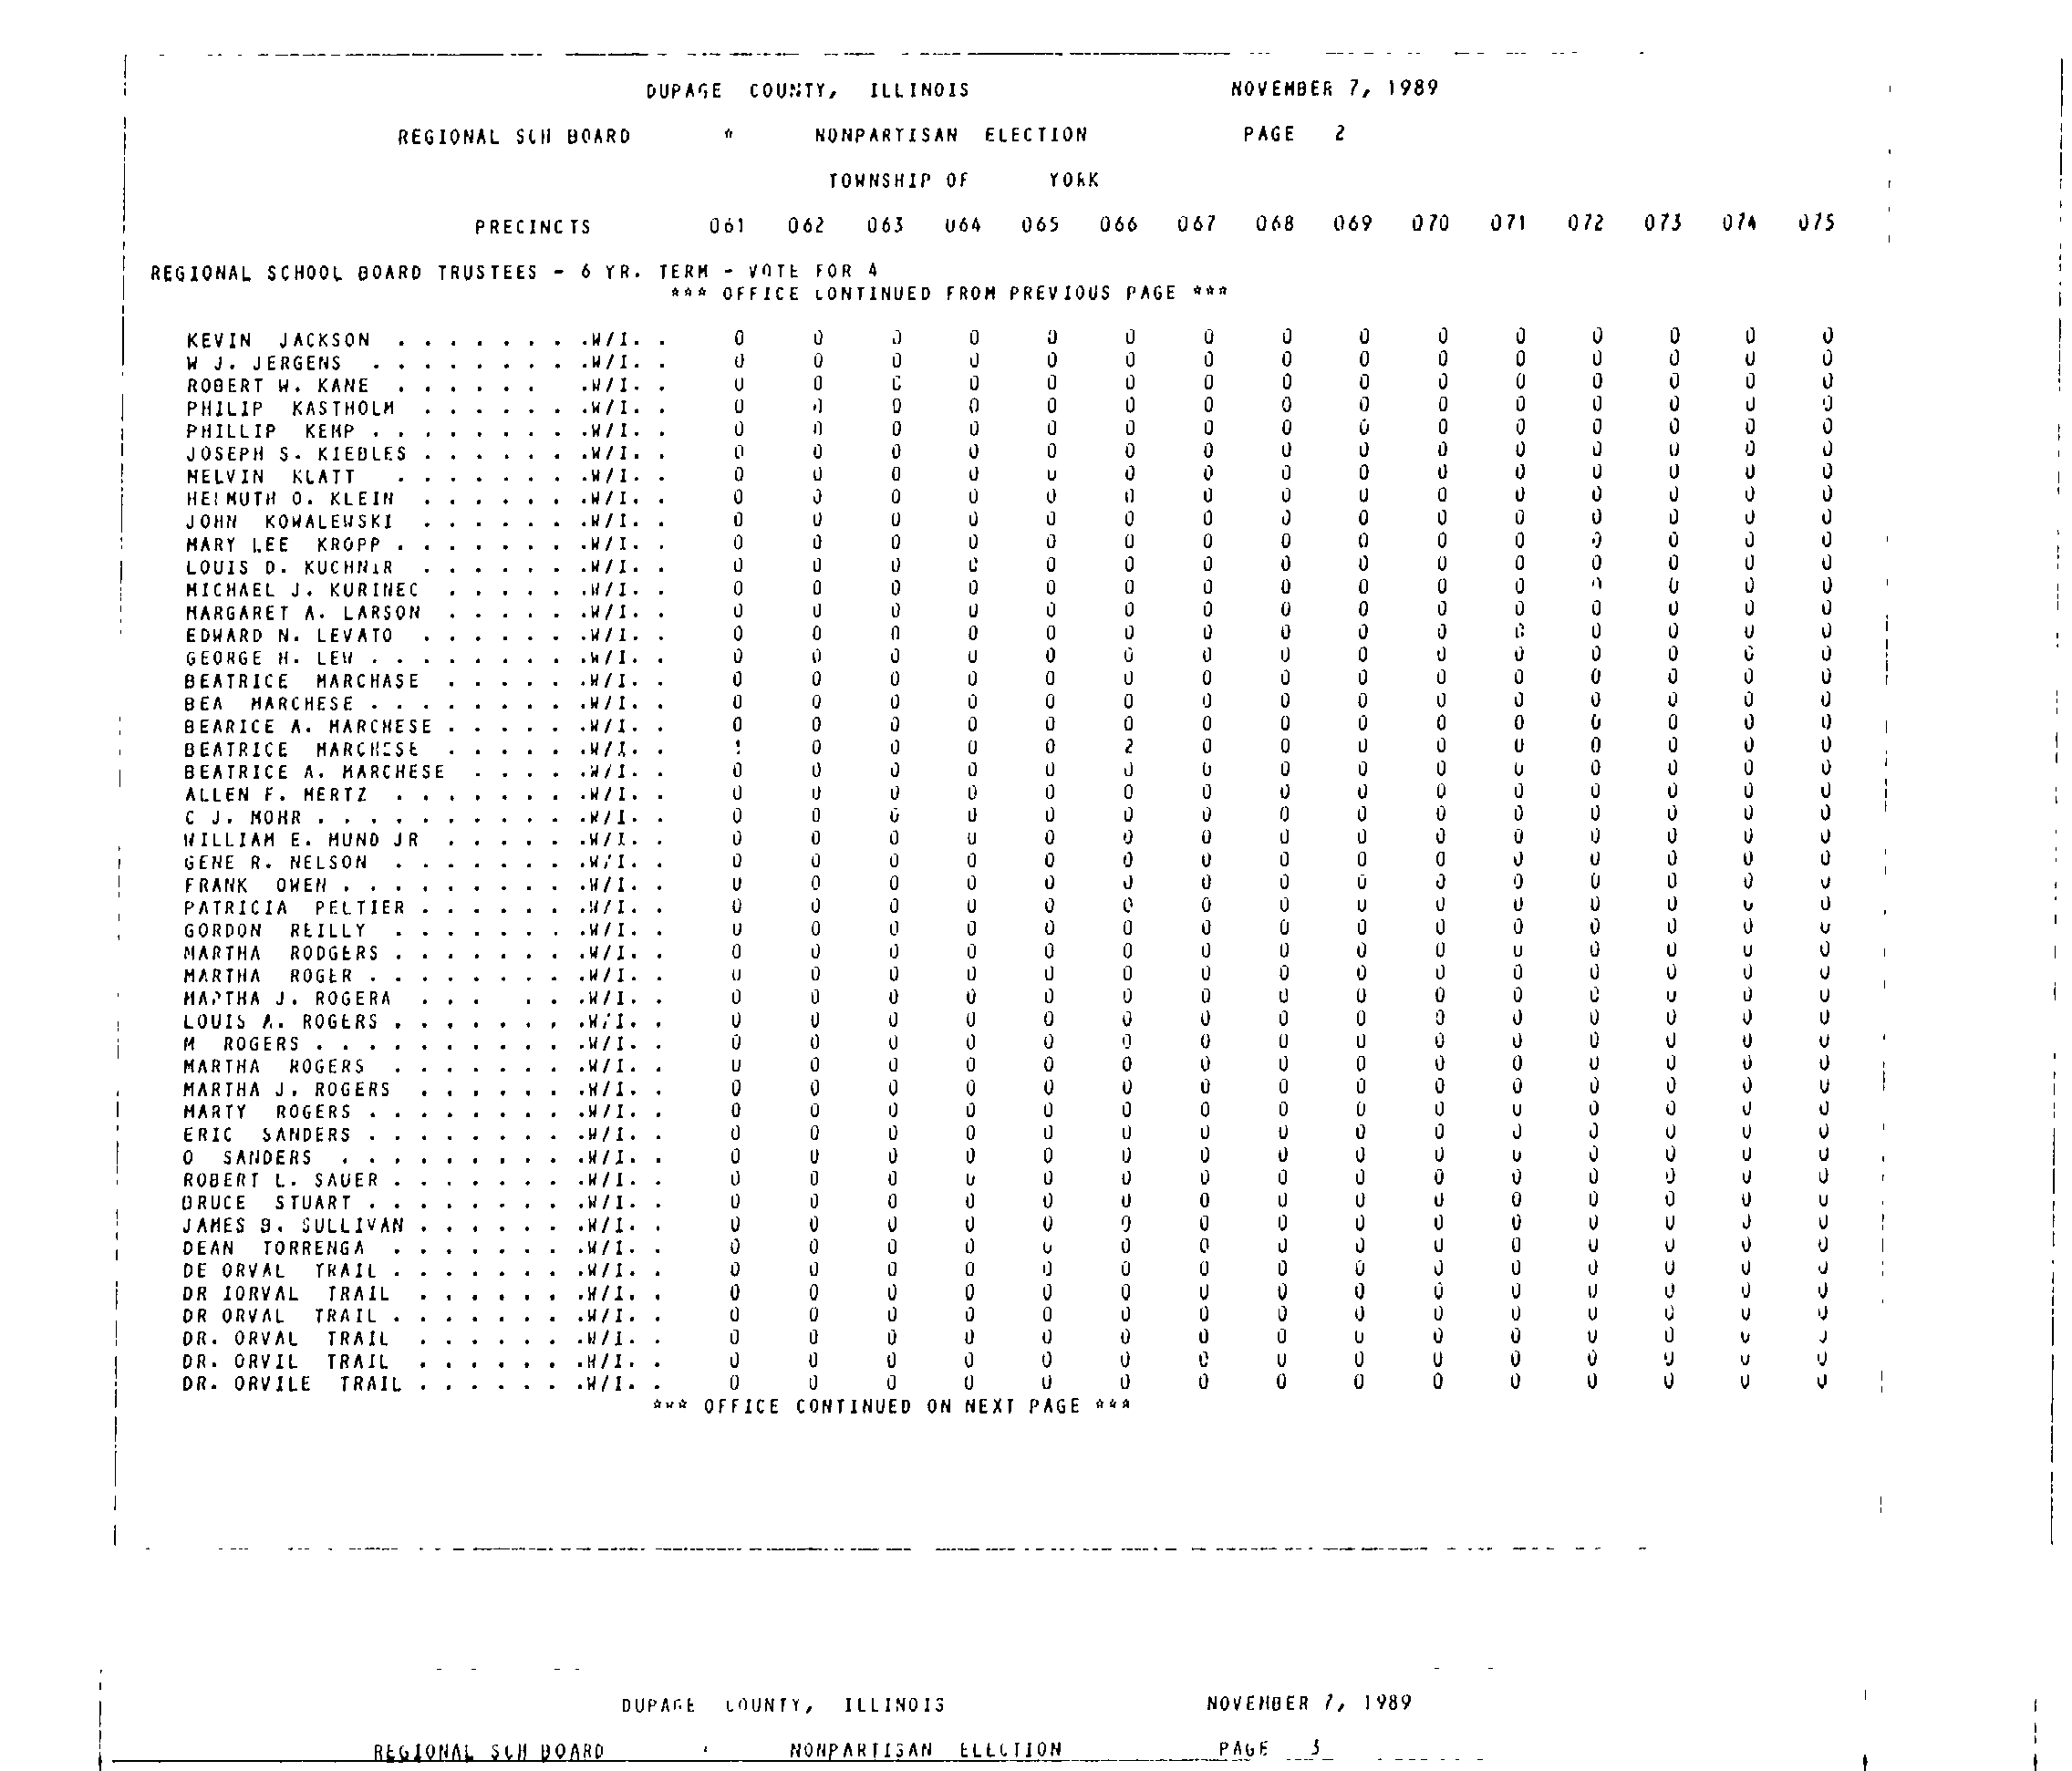 DUPAGE COUNTY, ILLINOIS NOVEMBER 7, 1989
REGIONAL SCH BOARD * NONPARTISAN ELECTION PAGE 2
TOWNSHIP OF YORK
PRECINCTS 061 062 063 064 065 066 067 068 069 070 071 072 073 074 075
REGIONAL SCHOOL BOARD TRUSTEES - 6 YR. TERM - VOTE FOR 4
*** OFFICE CONTINUED FROM PREVIOUS PAGE ***
KEVIN JACKSON . . . . . . . .W/I. . 0 0 0 0 0 0 0 0 0 0 0 0 0 0 0
W J. JERGENS . . . . . . . . .W/I. . 0 0 0 0 0 0 0 0 0 0 0 0 0 0 0
ROBERT W. KANE . . . . . . .W/I. . 0 0 0 0 0 0 0 0 0 0 0 0 0 0 0
PHILIP KASTHOLM . . . . . . .W/I. . 0 0 0 0 0 0 0 0 0 0 0 0 0 0 0
PHILLIP KEMP . . . . . . . . .W/I. . 0 0 0 0 0 0 0 0 0 0 0 0 0 0 0
JOSEPH S. KIEBLES . . . . . . .W/I. . 0 0 0 0 0 0 0 0 0 0 0 0 0 0 0
MELVIN KLATT . . . . . . . .W/I. . 0 0 0 0 0 0 0 0 0 0 0 0 0 0 0
HELMUTH O. KLEIN . . . . . . .W/I. . 0 0 0 0 0 0 0 0 0 0 0 0 0 0 0
JOHN KOWALEWSKI . . . . . . .W/I. . 0 0 0 0 0 0 0 0 0 0 0 0 0 0 0
MARY LEE KROPP . . . . . . . .W/I. . 0 0 0 0 0 0 0 0 0 0 0 0 0 0 0
LOUIS D. KUCHNIR . . . . . . .W/I. . 0 0 0 0 0 0 0 0 0 0 0 0 0 0 0
MICHAEL J. KURINEC . . . . . .W/I. . 0 0 0 0 0 0 0 0 0 0 0 0 0 0 0
MARGARET A. LARSON . . . . . .W/I. . 0 0 0 0 0 0 0 0 0 0 0 0 0 0 0
EDWARD N. LEVATO . . . . . . .W/I. . 0 0 0 0 0 0 0 0 0 0 0 0 0 0 0
GEORGE H. LEW . . . . . . . . .W/I. . 0 0 0 0 0 0 0 0 0 0 0 0 0 0 0
BEATRICE MARCHASE . . . . . .W/I. . 0 0 0 0 0 0 0 0 0 0 0 0 0 0 0
BEA MARCHESE . . . . . . . . .W/I. . 0 0 0 0 0 0 0 0 0 0 0 0 0 0 0
BEARICE A. MARCHESE . . . . . .W/I. . 0 0 0 0 0 0 0 0 0 0 0 0 0 0 0
BEATRICE MARCHESE . . . . . .W/I. . 1 0 0 0 0 2 0 0 0 0 0 0 0 0 0
BEATRICE A. MARCHESE . . . . .W/I. . 0 0 0 0 0 0 0 0 0 0 0 0 0 0 0
ALLEN F. MERTZ . . . . . . . .W/I. . 0 0 0 0 0 0 0 0 0 0 0 0 0 0 0
C J. MOHR . . . . . . . . . . .W/I. . 0 0 0 0 0 0 0 0 0 0 0 0 0 0 0
WILLIAM E. MUND JR . . . . . .W/I. . 0 0 0 0 0 0 0 0 0 0 0 0 0 0 0
GENE R. NELSON . . . . . . . .W/I. . 0 0 0 0 0 0 0 0 0 0 0 0 0 0 0
FRANK OWEN . . . . . . . . . .W/I. . 0 0 0 0 0 0 0 0 0 0 0 0 0 0 0
PATRICIA PELTIER . . . . . . .W/I. . 0 0 0 0 0 0 0 0 0 0 0 0 0 0 0
GORDON REILLY . . . . . . . .W/I. . 0 0 0 0 0 0 0 0 0 0 0 0 0 0 0
MARTHA RODGERS . . . . . . . .W/I. . 0 0 0 0 0 0 0 0 0 0 0 0 0 0 0
MARTHA ROGER . . . . . . . . .W/I. . 0 0 0 0 0 0 0 0 0 0 0 0 0 0 0
MARTHA J. ROGERA . . . . . .W/I. . 0 0 0 0 0 0 0 0 0 0 0 0 0 0 0
LOUIS A. ROGERS . . . . . . . .W/I. . 0 0 0 0 0 0 0 0 0 0 0 0 0 0 0
M ROGERS . . . . . . . . . . .W/I. . 0 0 0 0 0 0 0 0 0 0 0 0 0 0 0
MARTHA ROGERS . . . . . . . .W/I. . 0 0 0 0 0 0 0 0 0 0 0 0 0 0 0
MARTHA J. ROGERS . . . . . . .W/I. . 0 0 0 0 0 0 0 0 0 0 0 0 0 0 0
MARTY ROGERS . . . . . . . . .W/I. . 0 0 0 0 0 0 0 0 0 0 0 0 0 0 0
ERIC SANDERS . . . . . . . . .W/I. . 0 0 0 0 0 0 0 0 0 0 0 0 0 0 0
O SANDERS . . . . . . . . . .W/I. . 0 0 0 0 0 0 0 0 0 0 0 0 0 0 0
ROBERT L. SAUER . . . . . . . .W/I. . 0 0 0 0 0 0 0 0 0 0 0 0 0 0 0
BRUCE STUART . . . . . . . . .W/I. . 0 0 0 0 0 0 0 0 0 0 0 0 0 0 0
JAMES B. SULLIVAN . . . . . . .W/I. . 0 0 0 0 0 0 0 0 0 0 0 0 0 0 0
DEAN TORRENGA . . . . . . . .W/I. . 0 0 0 0 0 0 0 0 0 0 0 0 0 0 0
DE ORVAL TRAIL . . . . . . . .W/I. . 0 0 0 0 0 0 0 0 0 0 0 0 0 0 0
DR IORVAL TRAIL . . . . . . .W/I. . 0 0 0 0 0 0 0 0 0 0 0 0 0 0 0
DR ORVAL TRAIL . . . . . . . .W/I. . 0 0 0 0 0 0 0 0 0 0 0 0 0 0 0
DR. ORVAL TRAIL . . . . . . .W/I. . 0 0 0 0 0 0 0 0 0 0 0 0 0 0 0
DR. ORVIL TRAIL . . . . . . .W/I. . 0 0 0 0 0 0 0 0 0 0 0 0 0 0 0
DR. ORVILE TRAIL . . . . . . .W/I. . 0 0 0 0 0 0 0 0 0 0 0 0 0 0 0
*** OFFICE CONTINUED ON NEXT PAGE ***
DUPAGE COUNTY, ILLINOIS NOVEMBER 7, 1989
REGIONAL SCH BOARD NONPARTISAN ELECTION PAGE 3